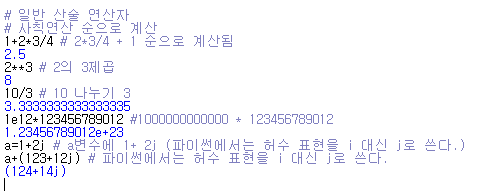 # 일반 산술 연산자
# 사칙연산 순으로 계산
1+2*3/4 # 2*3/4 + 1 순으로 계산됨
2.5
2**3 # 2의 3제곱
8
10/3 # 10 나누기 3
3.3333333333333335
1e12*123456789012 #1000000000000 * 123456789012
1.23456789012e+23
a=1+2j # a변수에 1+ 2j (파이썬에서는 허수 표현을 i 대신 j로 쓴다.)
a+(123+12j) # 파이썬에서는 허수 표현을 i 대신 j로 쓴다.
(124+14j)